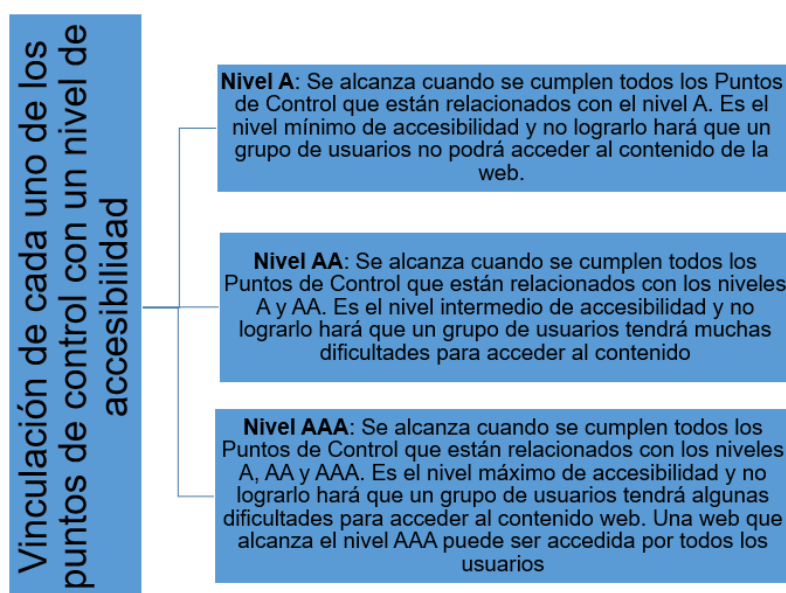 Vinculación de cada uno de los
puntos de control con un nivel de
accesibilidad
Nivel A: Se alcanza cuando se cumplen todos los Puntos
de Control que están relacionados con el nivel A. Es el
nivel mínimo de accesibilidad y no lograrlo hará que un
grupo de usuarios no podrá acceder al contenido de la
web.
Nivel AA: Se alcanza cuando se cumplen todos los
Puntos de Control que están relacionados con los niveles
A y AA. Es el nivel intermedio de accesibilidad y no
lograrlo hará que un grupo de usuarios tendrá muchas
dificultades para acceder al contenido
Nivel AAA: Se alcanza cuando se cumplen todos los
Puntos de Control que están relacionados con los niveles
A, AA y AAA. Es el nivel máximo de accesibilidad y no
lograrlo hará que un grupo de usuarios tendrá algunas
dificultades para acceder al contenido web. Una web que
alcanza el nivel AAA puede ser accedida por todos los
usuarios